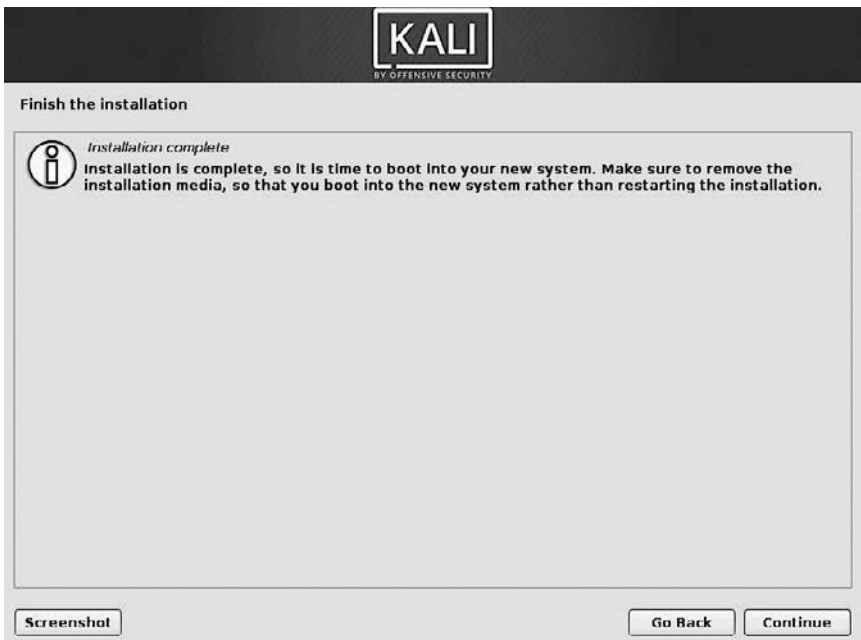 KALI
BY OFFENSIVE SECURITY
Finish the installation
Installation complete
Installation is complete, so it is time to boot into your new system. Make sure to remove the
installation media, so that you boot into the new system rather than restarting the installation.
Screenshot
Go Back
Continue